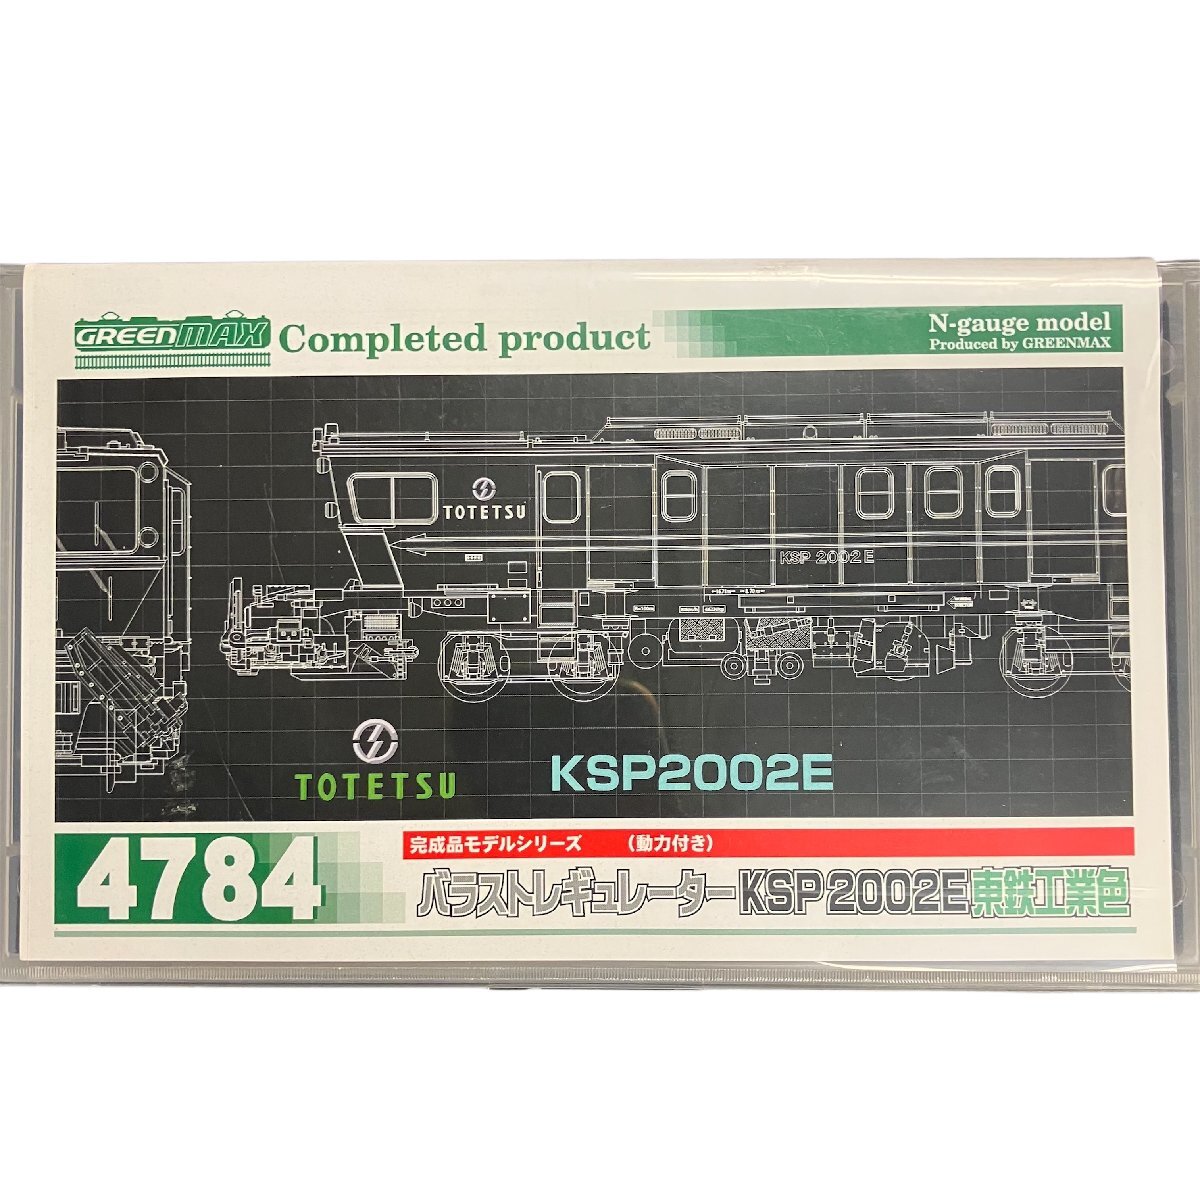 GREENMAX Completed product
N-gauge model
Produced by GREENMAX
TOTETSU
KSP 2002E
TOTETSU
KSP2002E
4784
完成品モデルシリーズ （動力付き）
バラストレギュレーターKSP2002E東鉄工業色